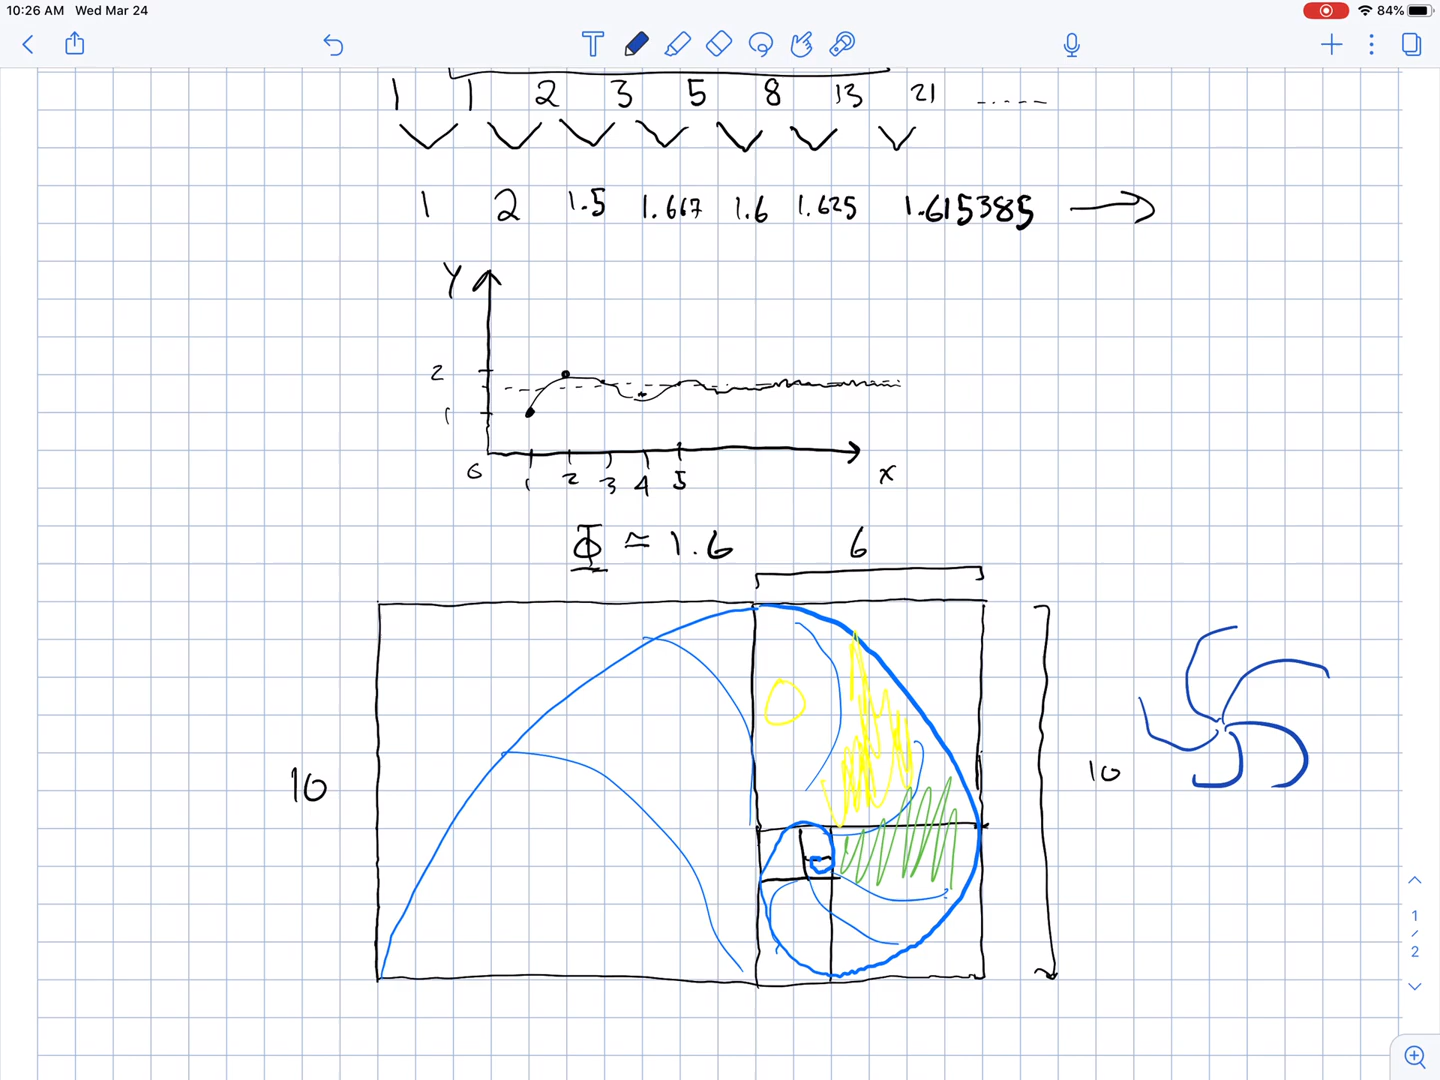 10:26 AM Wed Mar 24 84%
T
1 1 2 3 5 8 13 21 ------
1 2 1.5 1.667 1.6 1.625 1.615385
Y
2
1
0 1 2 3 4 5 x
Φ ≈ 1.6 6
10 10
1
/
2